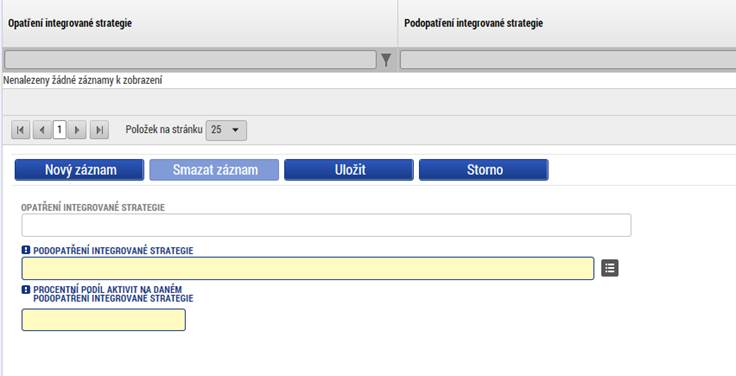 Opatření integrované strategie
Podopatření integrované strategie
Nenalezeny žádné záznamy k zobrazení
1
Položek na stránku 25
Nový záznam
Smazat záznam
Uložit
Storno
OPATŘENÍ INTEGROVANÉ STRATEGIE
PODOPATŘENÍ INTEGROVANÉ STRATEGIE
PROCENTNÍ PODÍL AKTIVIT NA DANÉM
PODOPATŘENÍ INTEGROVANÉ STRATEGIE